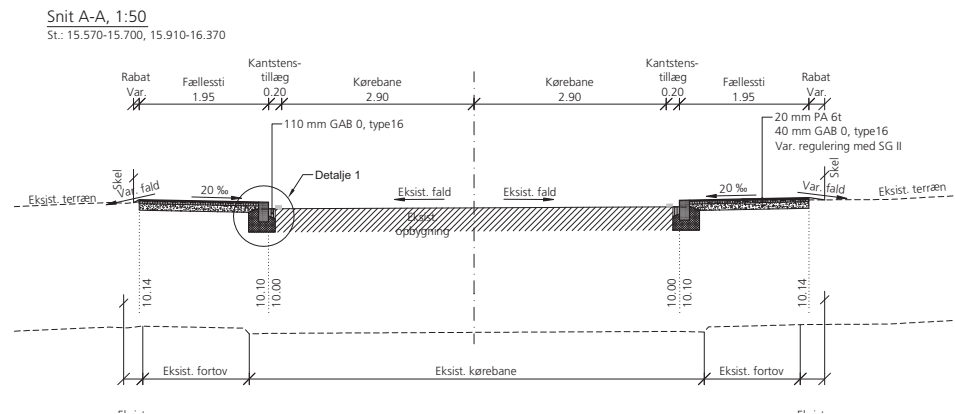 Snit A-A, 1:50
St.: 15.570-15.700, 15.910-16.370
Rabat
Var.
Fællessti
1.95
Kantstens-
tillæg
0.20
Kørebane
2.90
Kørebane
2.90
Kantstens-
tillæg
0.20
Fællessti
1.95
Rabat
Var.
110 mm GAB 0, type16
20 mm PA 6t
40 mm GAB 0, type16
Var. regulering med SG II
Skel
Skel
Eksist. terræn
Var. fald
20 ‰
Detalje 1
Eksist. fald
Eksist. fald
20 ‰
Var. fald
Eksist. terræn
Eksist.
opbygning
10.14
10.10
10.00
10.00
10.10
10.14
Eksist. fortov
Eksist. kørebane
Eksist. fortov